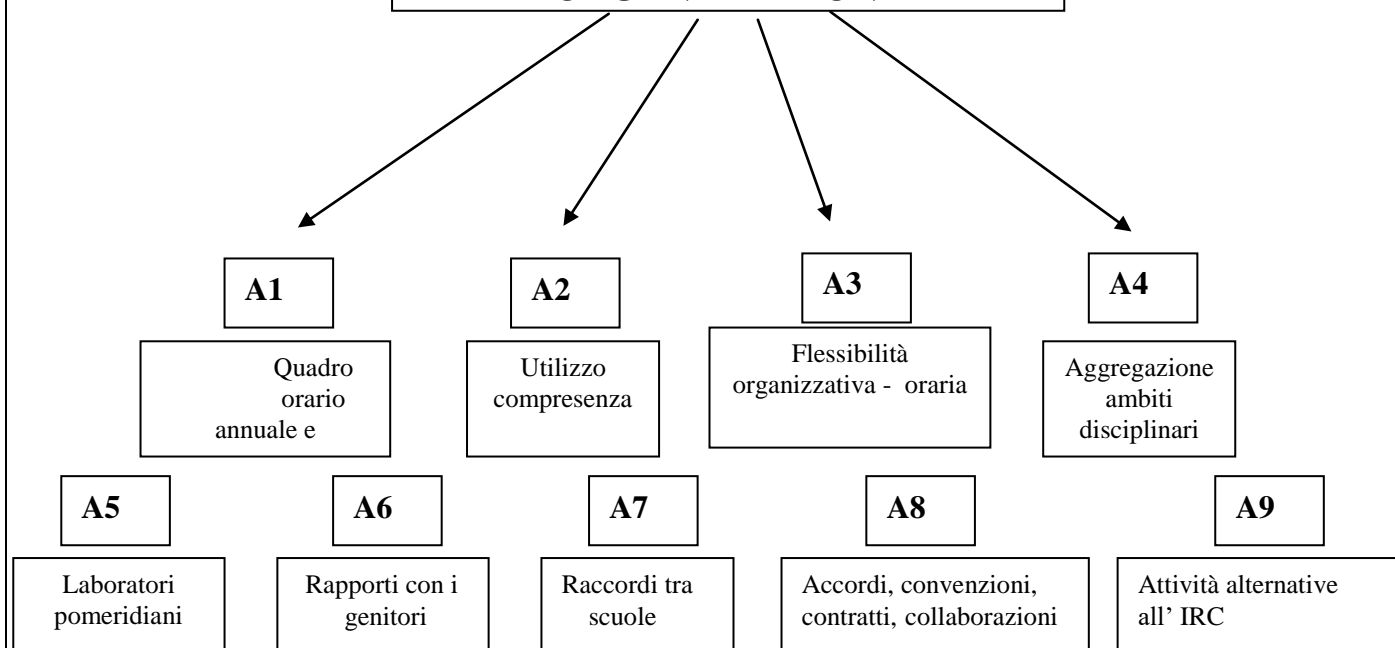 A1
A2
A3
A4
Quadro
orario
annuale e
Utilizzo
compresenza
Flessibilità
organizzativa - oraria
Aggregazione
ambiti
disciplinari
A5
A6
A7
A8
A9
Laboratori
pomeridiani
Rapporti con i
genitori
Raccordi tra
scuole
Accordi, convenzioni,
contratti, collaborazioni
Attività alternative
all' IRC